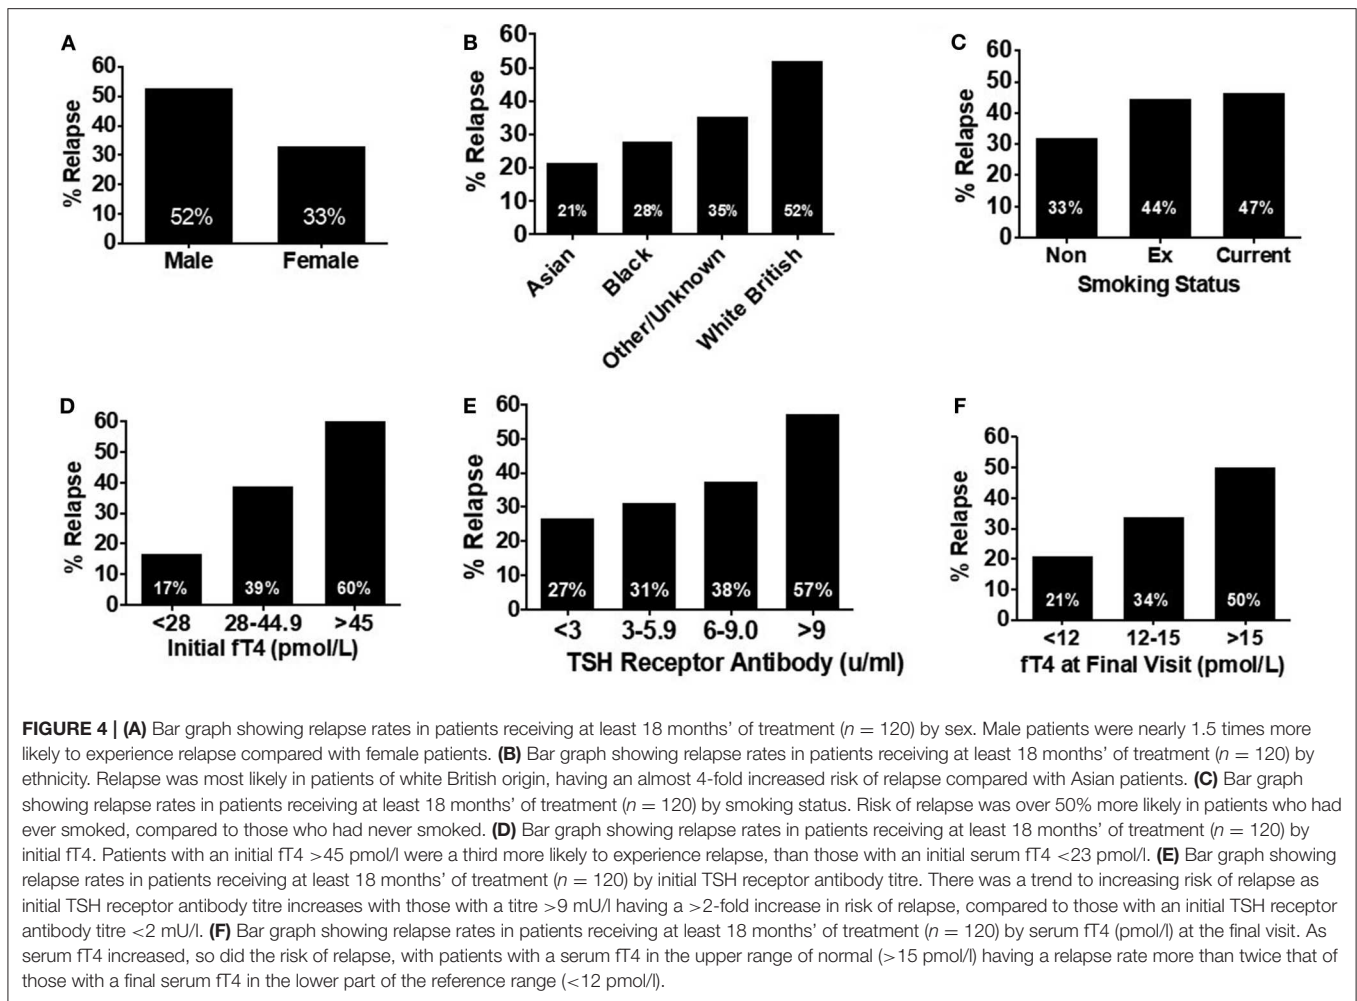 A
60
50
40
30
20
10
0
% Relapse
52%
33%
Male Female
B
60
50
40
30
20
10
0
% Relapse
21% 28% 35% 52%
Asian
Black
Other/Unknown
White British
C
60
50
40
30
20
10
0
% Relapse
33% 44% 47%
Non Ex Current
Smoking Status
D
60
50
40
30
20
10
0
% Relapse
17% 39% 60%
<28 28-44.9 >45
Initial fT4 (pmol/L)
E
60
50
40
30
20
10
0
% Relapse
27% 31% 38% 57%
<3 3-5.9 6-9.0 >9
TSH Receptor Antibody (u/ml)
F
60
50
40
30
20
10
0
% Relapse
21% 34% 50%
<12 12-15 >15
fT4 at Final Visit (pmol/L)
FIGURE 4 | (A) Bar graph showing relapse rates in patients receiving at least 18 months’ of treatment (n = 120) by sex. Male patients were nearly 1.5 times more
likely to experience relapse compared with female patients. (B) Bar graph showing relapse rates in patients receiving at least 18 months’ of treatment (n = 120) by
ethnicity. Relapse was most likely in patients of white British origin, having an almost 4-fold increased risk of relapse compared with Asian patients. (C) Bar graph
showing relapse rates in patients receiving at least 18 months’ of treatment (n = 120) by smoking status. Risk of relapse was over 50% more likely in patients who had
ever smoked, compared to those who had never smoked. (D) Bar graph showing relapse rates in patients receiving at least 18 months’ of treatment (n = 120) by
initial fT4. Patients with an initial fT4 >45 pmol/l were a third more likely to experience relapse, than those with an initial serum fT4 <23 pmol/l. (E) Bar graph showing
relapse rates in patients receiving at least 18 months’ of treatment (n = 120) by initial TSH receptor antibody titre. There was a trend to increasing risk of relapse as
initial TSH receptor antibody titre increases with those with a titre >9 mU/l having a >2-fold increase in risk of relapse, compared to those with an initial TSH receptor
antibody titre <2 mU/l. (F) Bar graph showing relapse rates in patients receiving at least 18 months’ of treatment (n = 120) by serum fT4 (pmol/l) at the final visit. As
serum fT4 increased, so did the risk of relapse, with patients with a serum fT4 in the upper range of normal (>15 pmol/l) having a relapse rate more than twice that of
those with a final serum fT4 in the lower part of the reference range (<12 pmol/l).